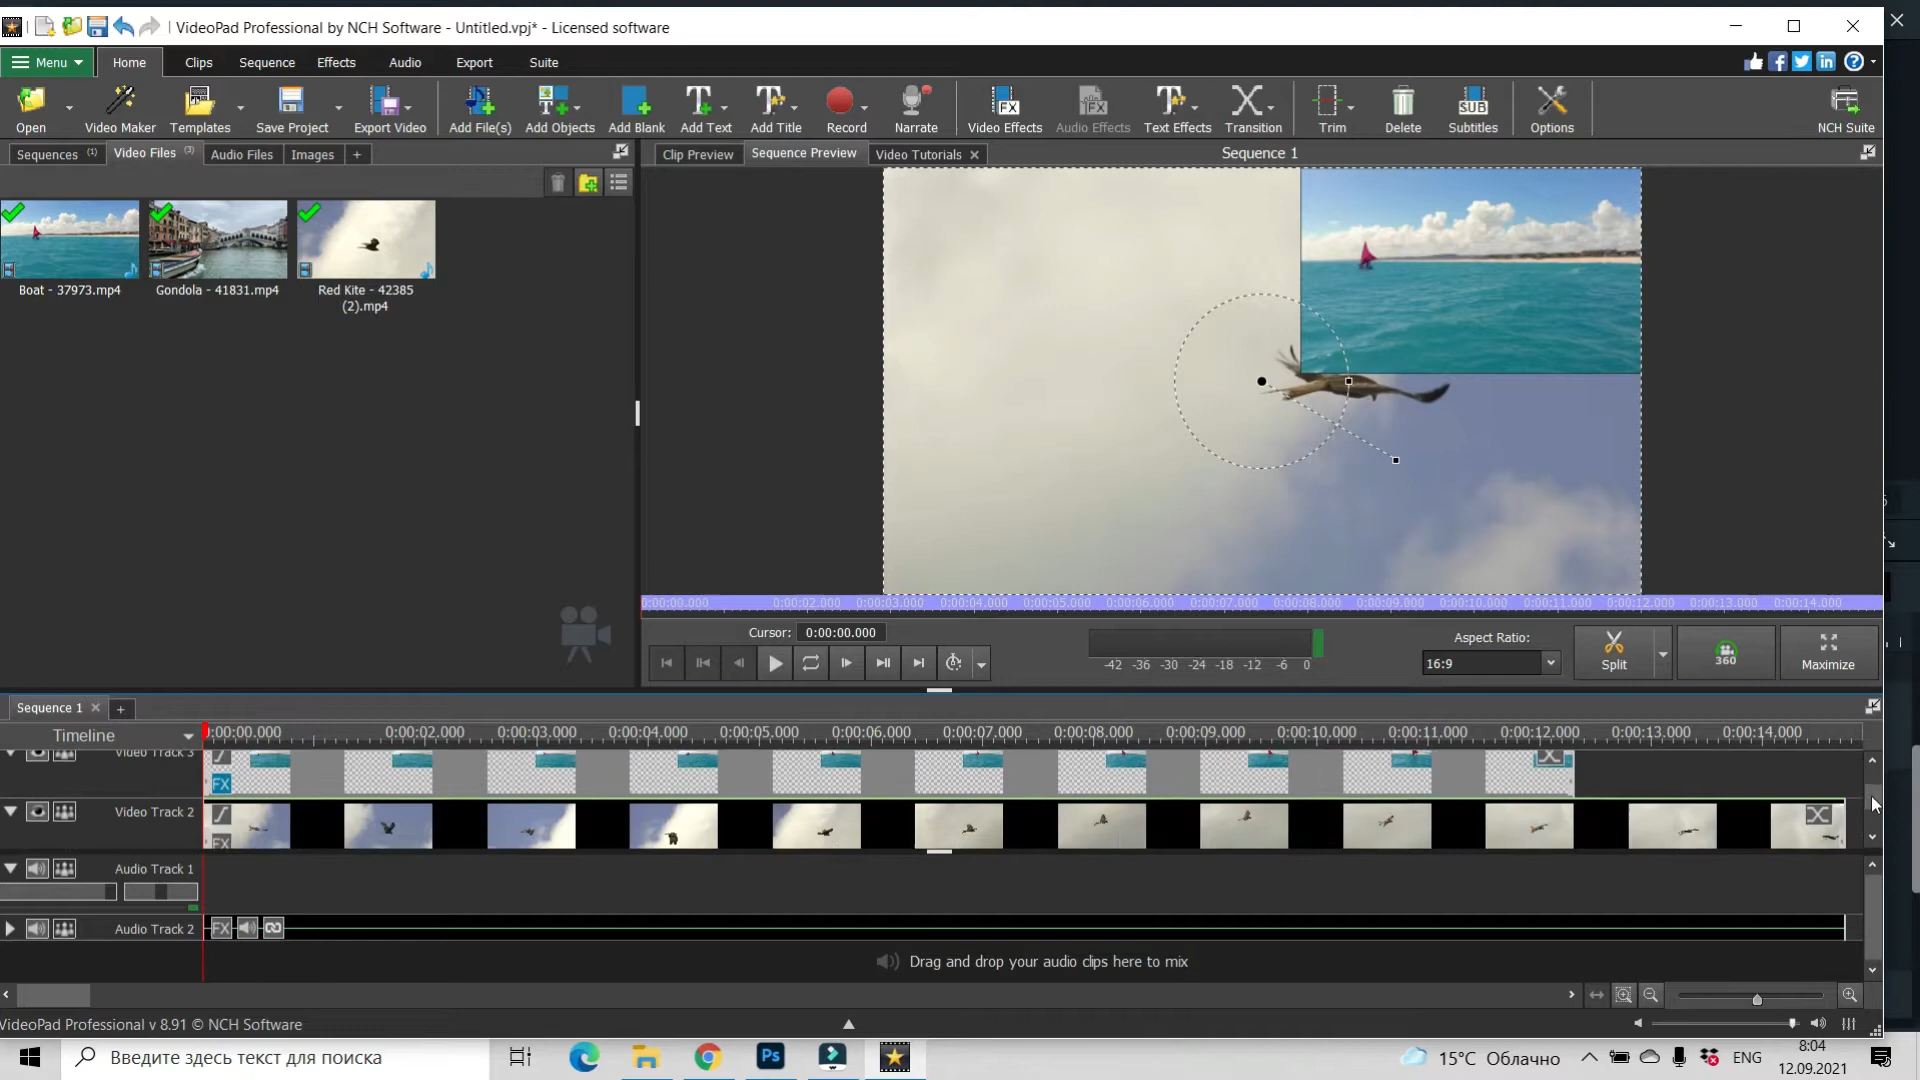 VideoPad Professional by NCH Software - Untitled.vpj* - Licensed software
Menu Home Clips Sequence Effects Audio Export Suite
Open Video Maker Templates Save Project Export Video Add File(s) Add Objects Add Blank Add Text Add Title Record Narrate Video Effects Audio Effects Text Effects Transition Trim Delete Subtitles Options NCH Suite
Sequences (1) Video Files (3) Audio Files Images +
Clip Preview Sequence Preview Video Tutorials Sequence 1
Boat - 37973.mp4
Gondola - 41831.mp4
Red Kite - 42385
(2).mp4
0:00:00.000 0:00:02.000 0:00:03.000 0:00:04.000 0:00:05.000 0:00:06.000 0:00:07.000 0:00:08.000 0:00:09.000 0:00:10.000 0:00:11.000 0:00:12.000 0:00:13.000 0:00:14.000
Cursor: 0:00:00.000
-42 -36 -30 -24 -18 -12 -6 0
Aspect Ratio:
16:9
Split
360
Maximize
Sequence 1
Timeline
0:00:00.000 0:00:02.000 0:00:03.000 0:00:04.000 0:00:05.000 0:00:06.000 0:00:07.000 0:00:08.000 0:00:09.000 0:00:10.000 0:00:11.000 0:00:12.000 0:00:13.000 0:00:14.000
Video Track 3
FX
Video Track 2
FX
Audio Track 1
Audio Track 2
FX
Drag and drop your audio clips here to mix
VideoPad Professional v 8.91 © NCH Software
Введите здесь текст для поиска
Ps
15°C Облачно
ENG
8:04
12.09.2021